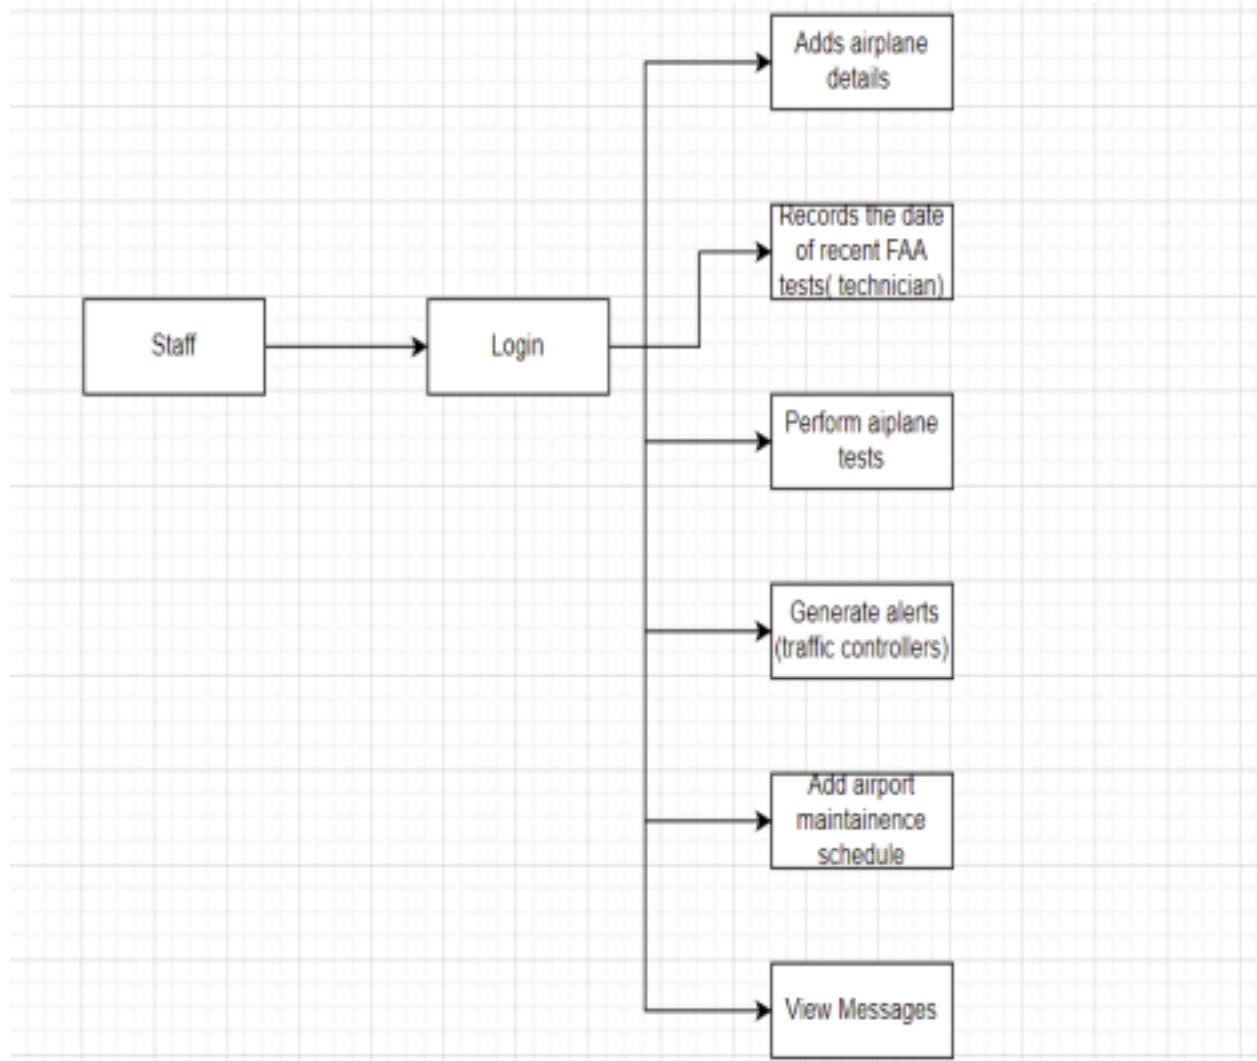 Adds airplane
details
Records the date
of recent FAA
tests( technician)
Staff
Login
Perform aiplane
tests
Generate alerts
(traffic controllers)
Add airport
maintainence
schedule
View Messages